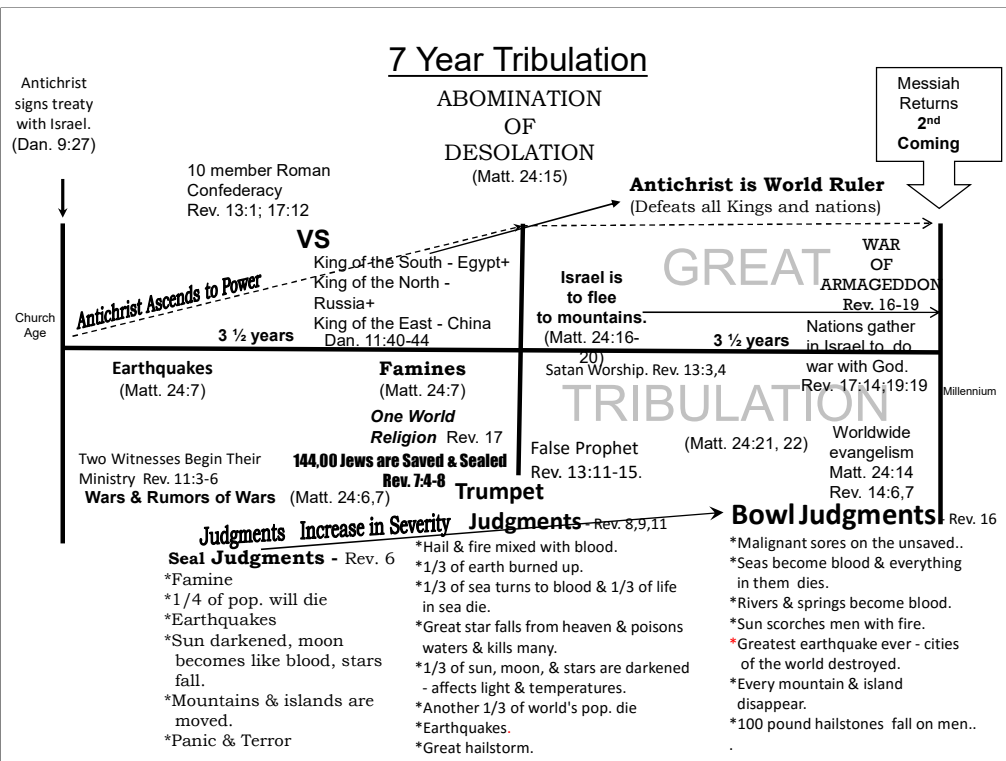 7 Year Tribulation
ABOMINATION
OF
DESOLATION
(Matt. 24:15)
Antichrist
signs treaty
with Israel.
(Dan. 9:27)
Messiah
Returns
2nd
Coming
10 member Roman
Confederacy
Rev. 13:1; 17:12
VS
King of the South - Egypt+
King of the North -
Russia+
King of the East - China
Dan. 11:40-44
Antichrist Ascends to Power
3 ½ years
Church
Age
Antichrist is World Ruler
(Defeats all Kings and nations)
Israel is
to flee
to mountains.
(Matt. 24:16-
20)
GREAT
TRIBULATION
3 ½ years
WAR
OF
ARMAGEDDON
Rev. 16-19
Nations gather
in Israel to  do
war with God.
Rev. 17:14;19:19
Millennium
Earthquakes
(Matt. 24:7)
Famines
(Matt. 24:7)
One World
Religion Rev. 17
Satan Worship. Rev. 13:3,4
Two Witnesses Begin Their
Ministry Rev. 11:3-6
144,00 Jews are Saved & Sealed
Rev. 7:4-8
Wars & Rumors of Wars (Matt. 24:6,7)
False Prophet
Rev. 13:11-15.
(Matt. 24:21, 22)
Worldwide
evangelism
Matt. 24:14
Rev. 14:6,7
Judgments Increase in Severity
Seal Judgments - Rev. 6
*Famine
*1/4 of pop. will die
*Earthquakes
*Sun darkened, moon
becomes like blood, stars
fall.
*Mountains & islands are
moved.
*Panic & Terror
Trumpet
Judgments - Rev. 8,9,11
*Hail & fire mixed with blood.
*1/3 of earth burned up.
*1/3 of sea turns to blood & 1/3 of life
in sea die.
*Great star falls from heaven & poisons
waters & kills many.
*1/3 of sun, moon, & stars are darkened
- affects light & temperatures.
*Another 1/3 of world's pop. die
*Earthquakes.
*Great hailstorm.
Bowl Judgments - Rev. 16
*Malignant sores on the unsaved..
*Seas become blood & everything
in them dies.
*Rivers & springs become blood.
*Sun scorches men with fire.
*Greatest earthquake ever - cities
of the world destroyed.
*Every mountain & island
disappear.
*100 pound hailstones fall on men..
.